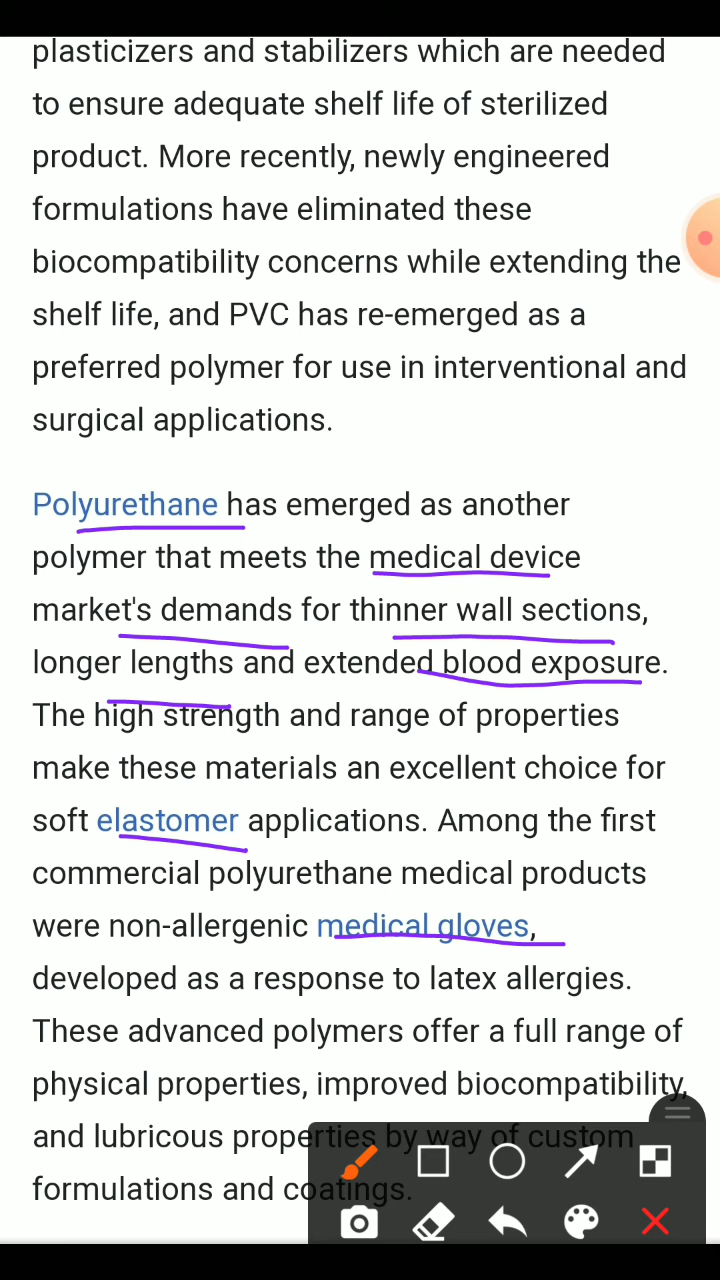 plasticizers and stabilizers which are needed
to ensure adequate shelf life of sterilized
product. More recently, newly engineered
formulations have eliminated these
biocompatibility concerns while extending the
shelf life, and PVC has re-emerged as a
preferred polymer for use in interventional and
surgical applications.
Polyurethane has emerged as another
polymer that meets the medical device
market's demands for thinner wall sections,
longer lengths and extended blood exposure.
The high strength and range of properties
make these materials an excellent choice for
soft elastomer applications. Among the first
commercial polyurethane medical products
were non-allergenic medical gloves,
developed as a response to latex allergies.
These advanced polymers offer a full range of
physical properties, improved biocompatibility,
and lubricous properties by way of custom
formulations and coatings.